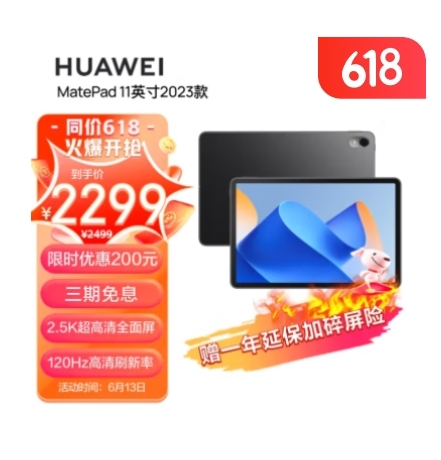 618
HUAWEI
MatePad 11英寸2023款
同价618
火爆开抢
到手价
¥2299
¥2499
限时优惠200元
三期免息
2.5K超高清全面屏
120Hz高清刷新率
活动时间：6月13日
赠一年延保加碎屏险